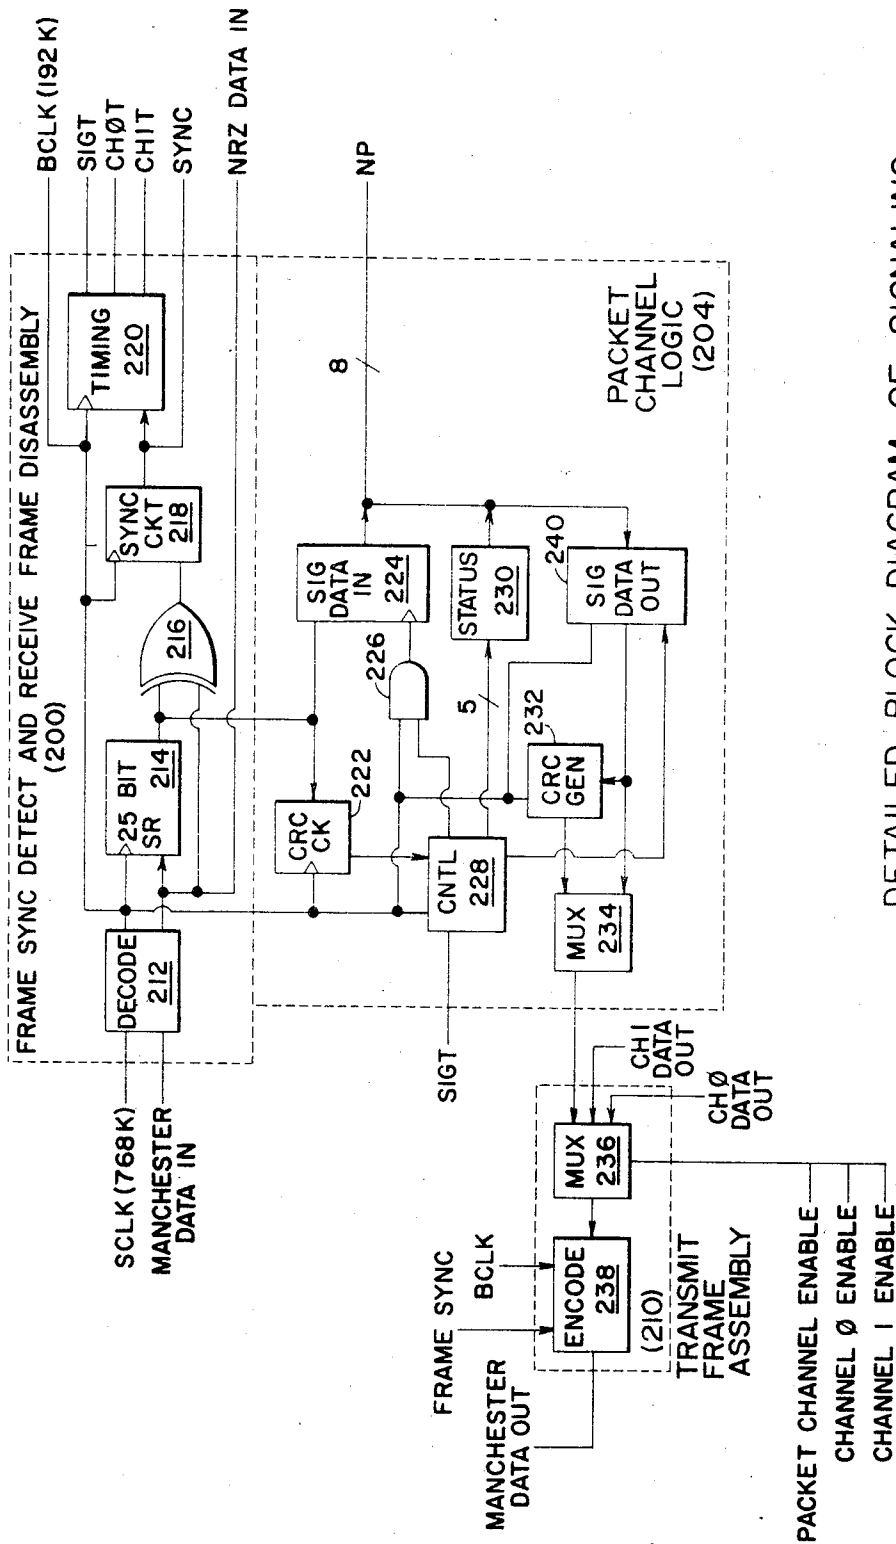 FRAME SYNC DETECT AND RECEIVE FRAME DISASSEMBLY
(200)
SCLK(768K)
MANCHESTER
DATA IN
DECODE
212
25 BIT
SR
214
216
SYNC
CKT
218
TIMING
220
BCLK(192K)
SIGT
CHØT
CH1T
SYNC
NRZ DATA IN
SIGT
CRC
CK
222
CNTL
228
226
SIG
DATA
IN
224
5
STATUS
230
8
NP
MUX
234
CRC
GEN
232
SIG
DATA
OUT
240
PACKET
CHANNEL
LOGIC
(204)
FRAME SYNC
BCLK
MANCHESTER
DATA OUT
ENCODE
238
MUX
236
CH1
DATA
OUT
CHØ
DATA
OUT
(210)
TRANSMIT
FRAME
ASSEMBLY
PACKET CHANNEL ENABLE
CHANNEL Ø ENABLE
CHANNEL 1 ENABLE
DETAILED BLOCK DIAGRAM OF SIGNALING